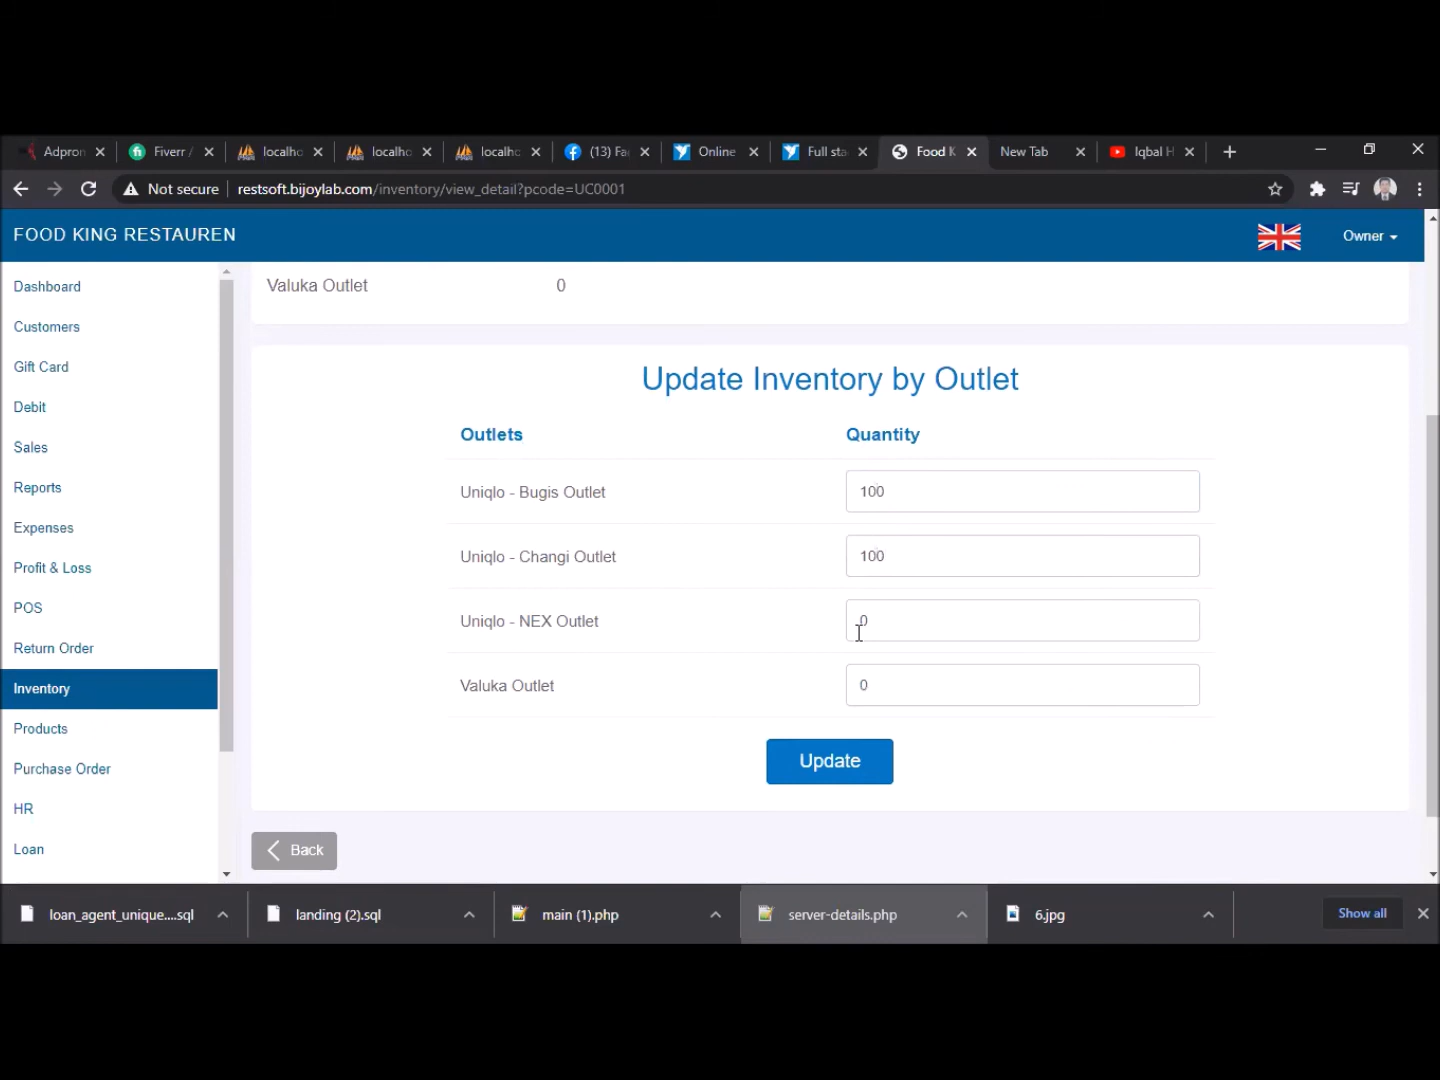 Adpron
Fiverr /
localho
localho
localho
(13) Fa
Online
Full sta
Food K
New Tab
Iqbal H
Not secure
restsoft.bijoylab.com/inventory/view_detail?pcode=UC0001
FOOD KING RESTAUREN
Owner
Dashboard
Customers
Gift Card
Debit
Sales
Reports
Expenses
Profit & Loss
POS
Return Order
Inventory
Products
Purchase Order
HR
Loan
Valuka Outlet 0
Update Inventory by Outlet
Outlets Quantity
Uniqlo - Bugis Outlet 100
Uniqlo - Changi Outlet 100
Uniqlo - NEX Outlet 0
Valuka Outlet 0
Update
Back
loan_agent_unique....sql
landing (2).sql
main (1).php
server-details.php
6.jpg
Show all